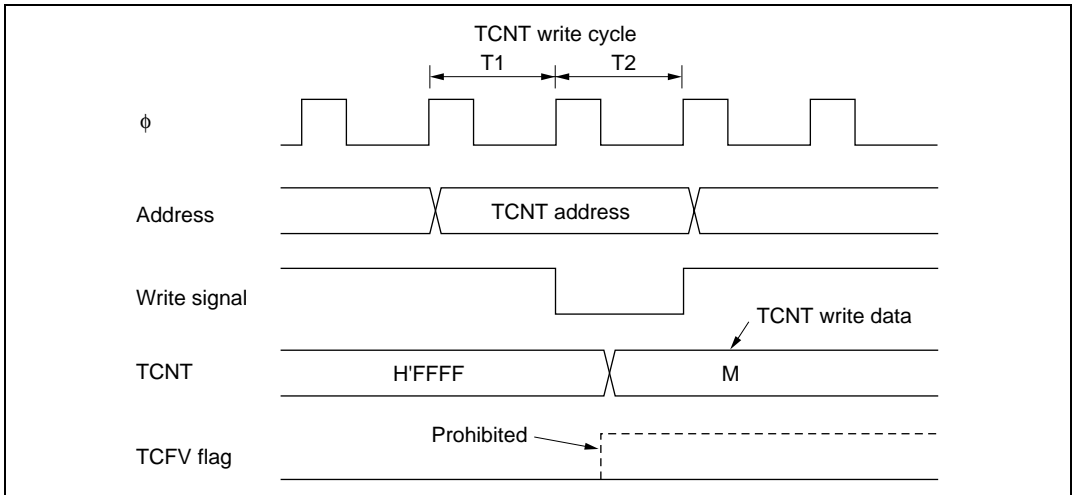 TCNT write cycle
T1 T2
ϕ
Address
TCNT address
Write signal
TCNT write data
TCNT
H'FFFF
M
Prohibited
TCFV flag